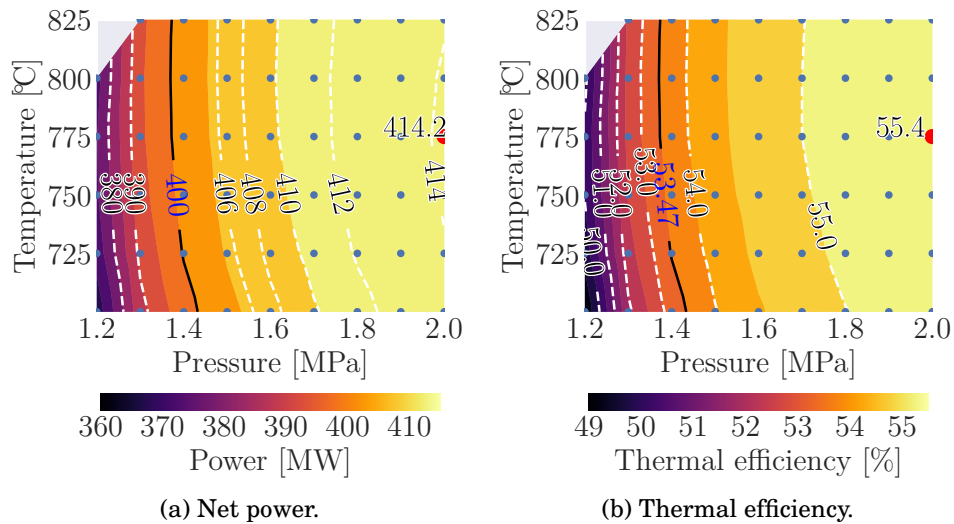 825
800
775
750
725
Temperature [°C]
380
390
400
406
408
410
412
414
414.2
1.2 1.4 1.6 1.8 2.0
Pressure [MPa]
360 370 380 390 400 410
Power [MW]
(a) Net power.
825
800
775
750
725
Temperature [°C]
50.0
51.0
52.0
53.0
53.47
54.0
55.0
55.4
1.2 1.4 1.6 1.8 2.0
Pressure [MPa]
49 50 51 52 53 54 55
Thermal efficiency [%]
(b) Thermal efficiency.